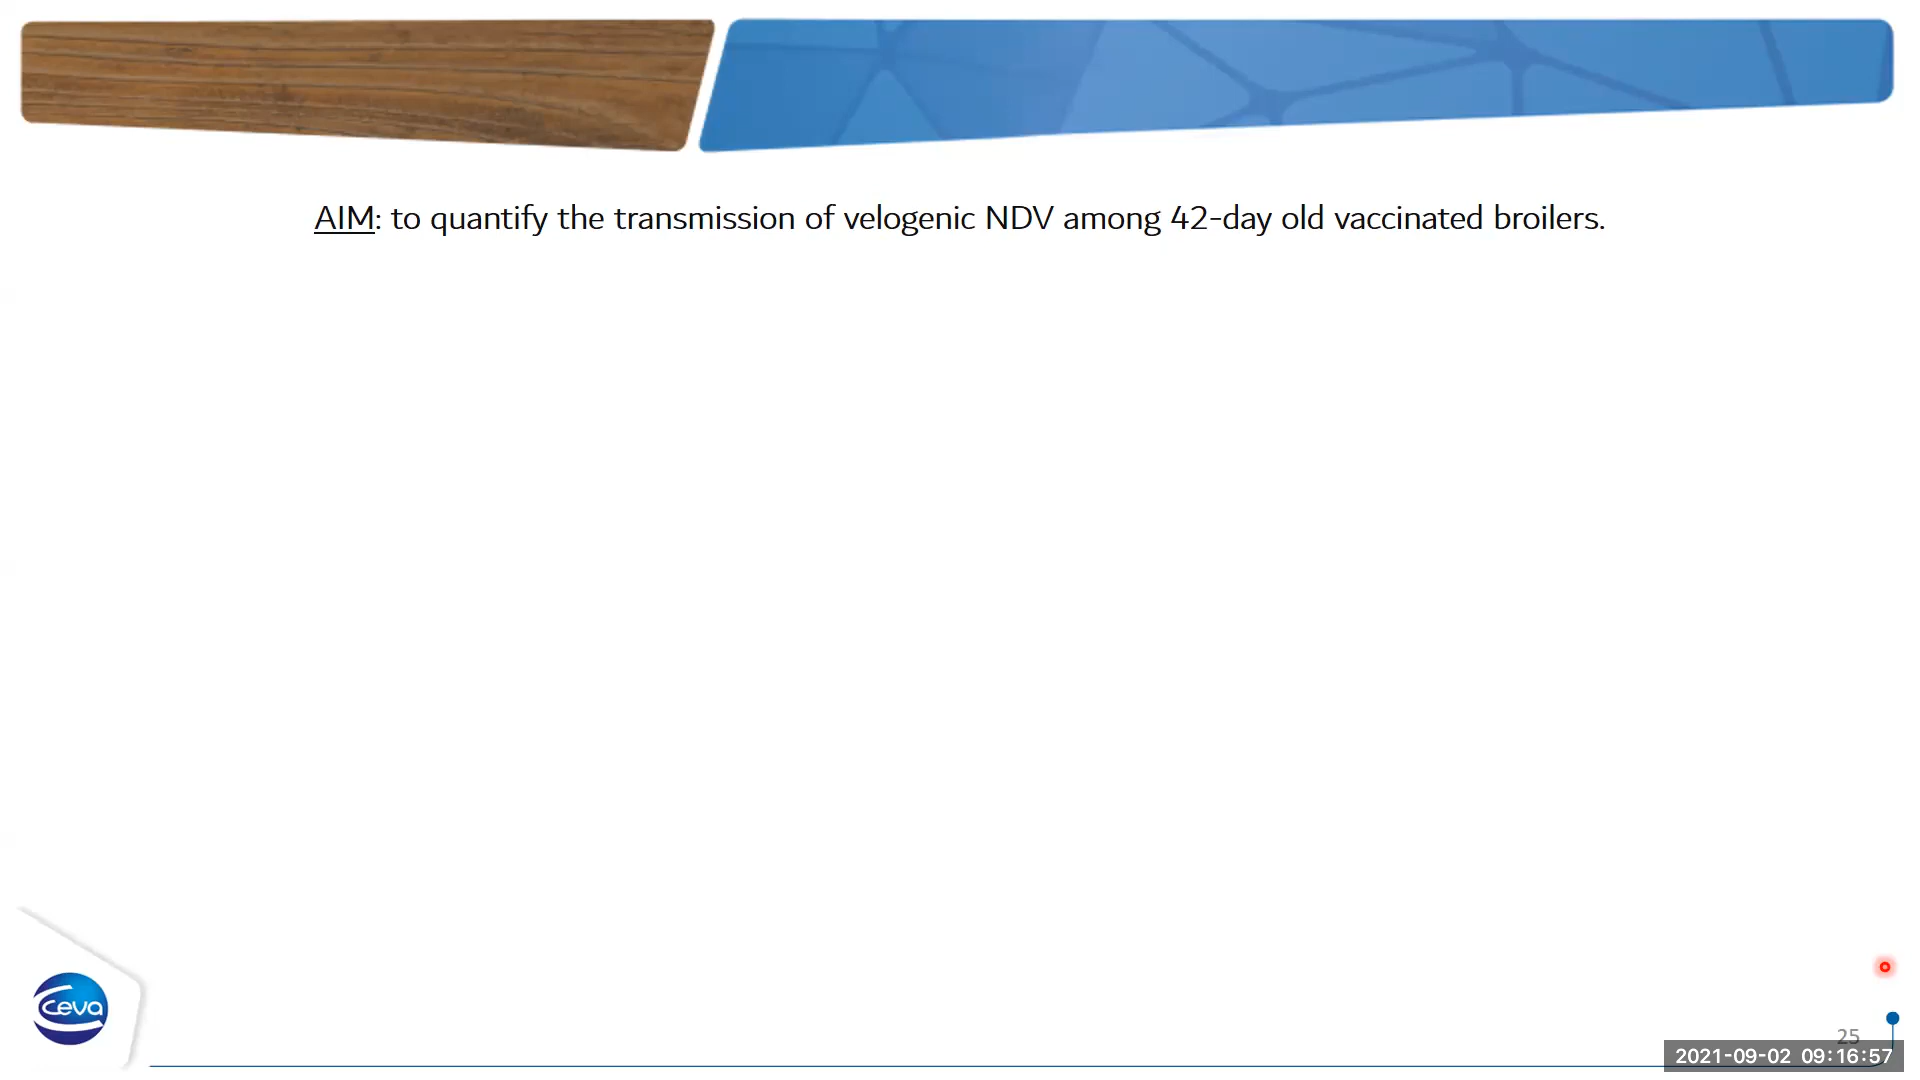 AIM: to quantify the transmission of velogenic NDV among 42-day old vaccinated broilers.
ceva
25
2021-09-02 09:16:57